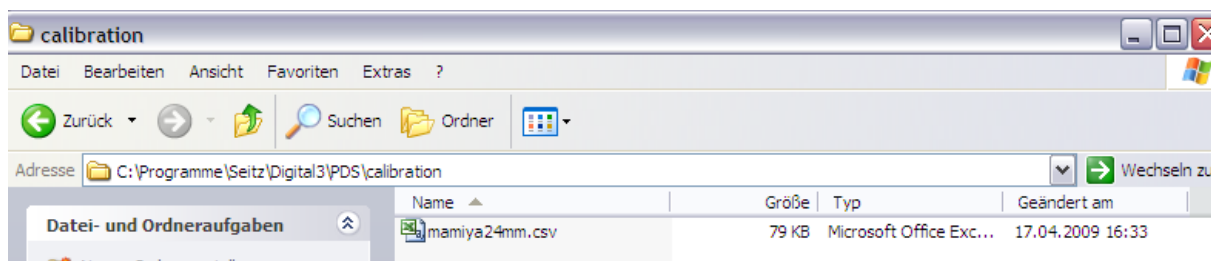 calibration
Datei Bearbeiten Ansicht Favoriten Extras ?
Zurück Suchen Ordner
Adresse C:\Programme\Seitz\Digital3\PDS\calibration Wechseln zu
Name Größe Typ Geändert am
Datei- und Ordneraufgaben
mamiya24mm.csv 79 KB Microsoft Office Exc... 17.04.2009 16:33